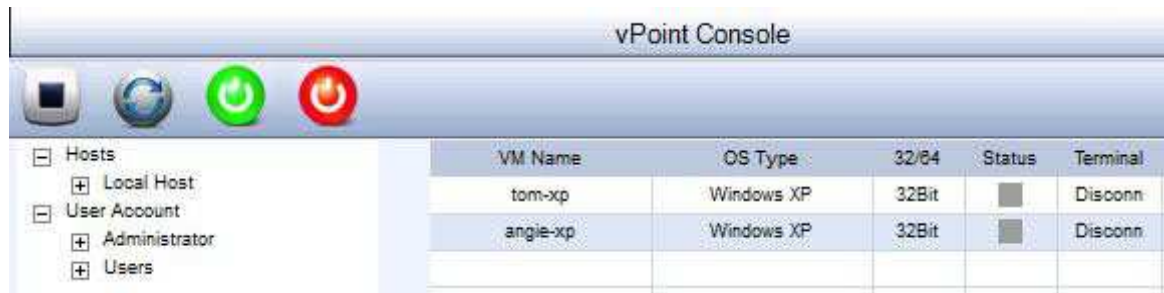 vPoint Console
Hosts
Local Host
User Account
Administrator
Users
VM Name OS Type 32/64 Status Terminal
tom-xp Windows XP 32Bit Disconn
angie-xp Windows XP 32Bit Disconn